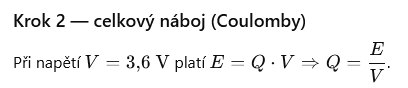 Krok 2 — celkový náboj (Coulomby)
Při napětí V = 3,6 V platí E = Q · V ⇒ Q = E/V.